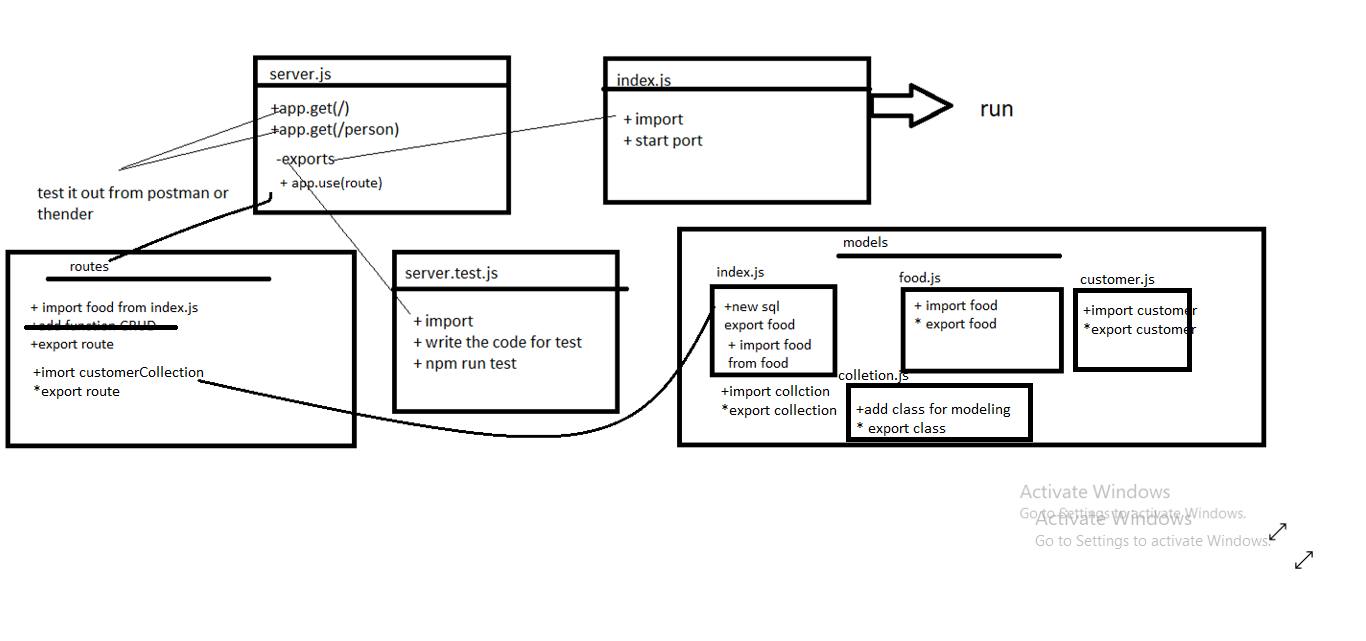 server.js
+app.get(/)
+app.get(/person)
-exports
+ app.use(route)
index.js
+ import
+ start port
run
test it out from postman or
thender
routes
+ import food from index.js
+add function CRUD
+export route
+imort customerCollection
*export route
server.test.js
+ import
+ write the code for test
+ npm run test
models
index.js
+new sql
export food
+ import food
from food
+import collction
*export collection
food.js
+ import food
* export food
customer.js
+import customer
*export customer
colletion.js
+add class for modeling
* export class
Activate Windows
Go to Settings to activate Windows.
Activate Windows
Go to Settings to activate Windows.